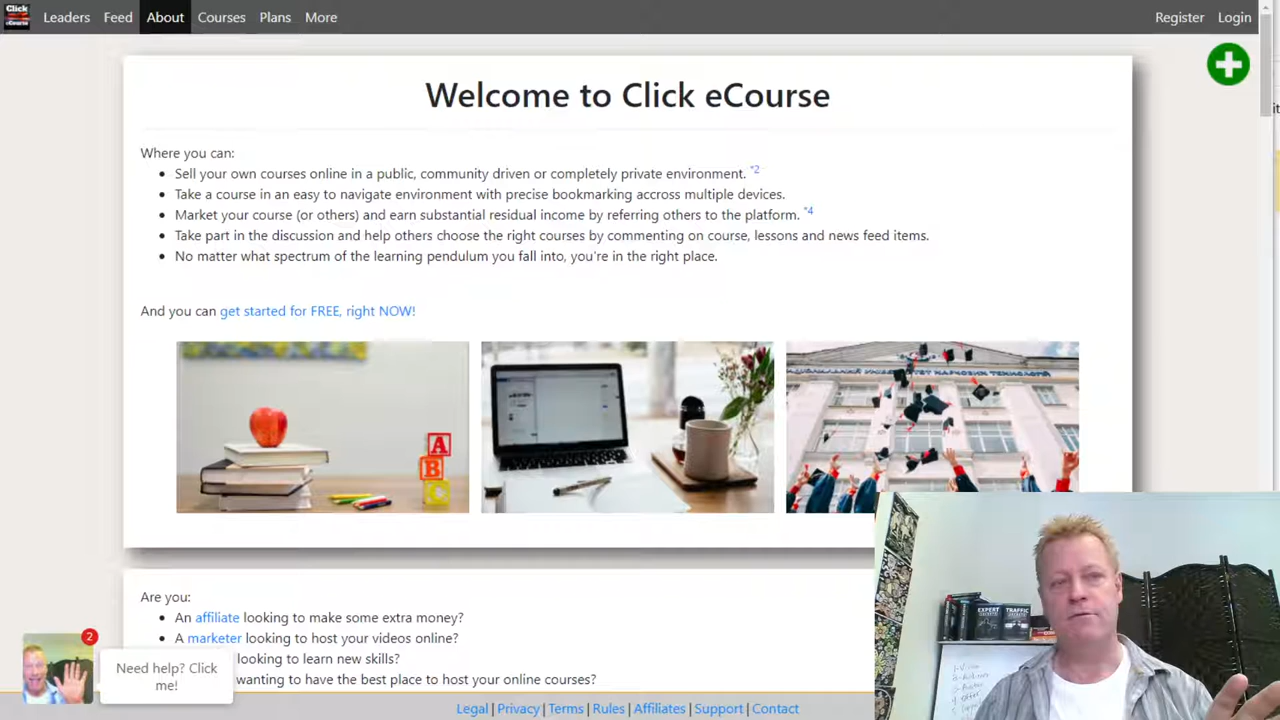 Click
eCourse
Leaders Feed About Courses Plans More
Register Login
Welcome to Click eCourse
Where you can:
Sell your own courses online in a public, community driven or completely private environment. *2
Take a course in an easy to navigate environment with precise bookmarking accross multiple devices.
Market your course (or others) and earn substantial residual income by referring others to the platform. *4
Take part in the discussion and help others choose the right courses by commenting on course, lessons and news feed items.
No matter what spectrum of the learning pendulum you fall into, you're in the right place.
And you can get started for FREE, right NOW!
A
B
Are you:
An affiliate looking to make some extra money?
A marketer looking to host your videos online?
looking to learn new skills?
wanting to have the best place to host your online courses?
2
Need help? Click
me!
EXPERT
TRAFFIC
Legal | Privacy | Terms | Rules | Affiliates | Support | Contact